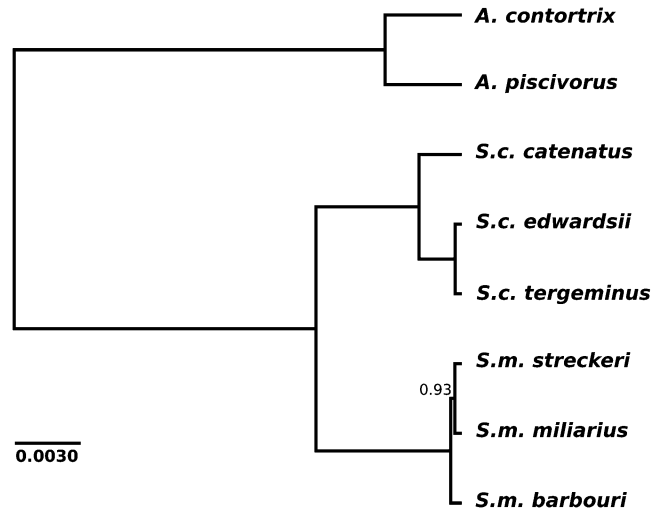 A. contortrix
A. piscivorus
S.c. catenatus
S.c. edwardsii
S.c. tergeminus
S.m. streckeri
0.93
S.m. miliarius
0.0030
S.m. barbouri